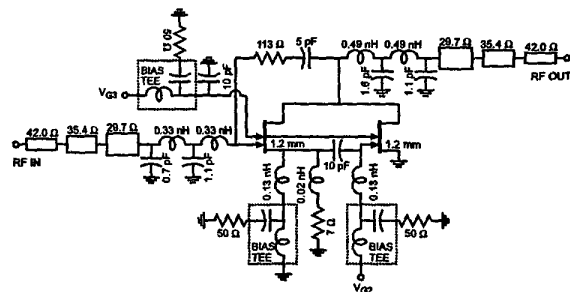 50 Ω
BIAS
TEE
10 pF
V_G3
113 Ω
5 pF
0.49 nH
0.49 nH
1.6 pF
1.1 pF
29.7 Ω
35.4 Ω
42.0 Ω
RF OUT
42.0 Ω
35.4 Ω
29.7 Ω
0.33 nH
0.33 nH
RF IN
0.7 pF
1.1 pF
1.2 mm
10 pF
1.2 mm
0.13 nH
0.02 nH
0.13 nH
50 Ω
BIAS
TEE
7 Ω
BIAS
TEE
50 Ω
V_G2